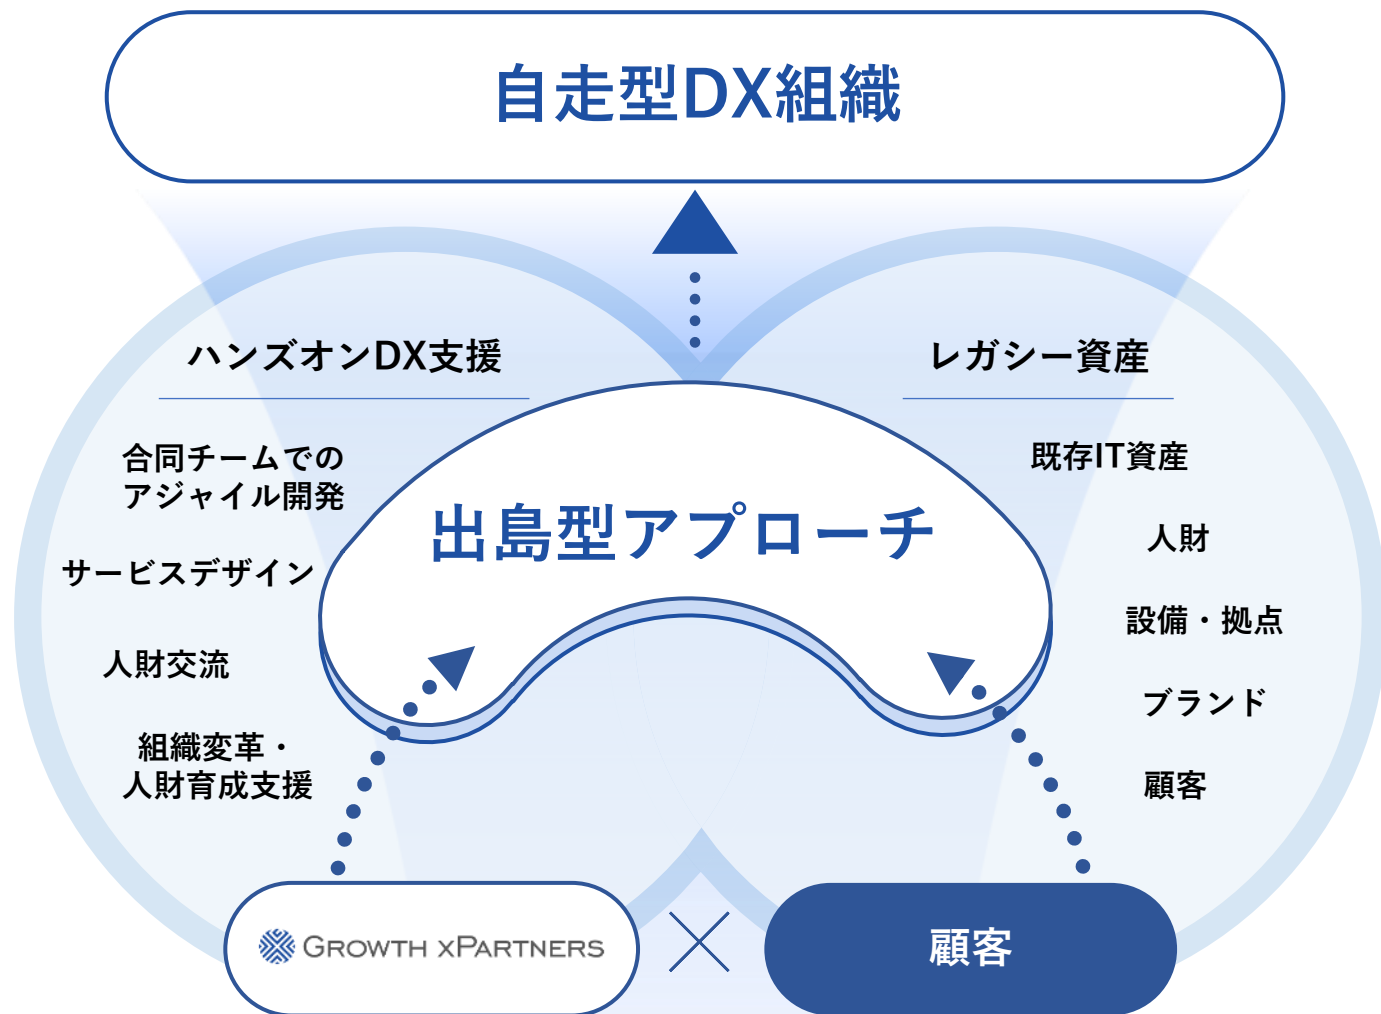 自走型DX組織
ハンズオンDX支援
合同チームでの
アジャイル開発
サービスデザイン
人財交流
組織変革・
人財育成支援
レガシー資産
既存IT資産
人財
設備・拠点
ブランド
顧客
出島型アプローチ
GROWTH XPARTNERS
顧客